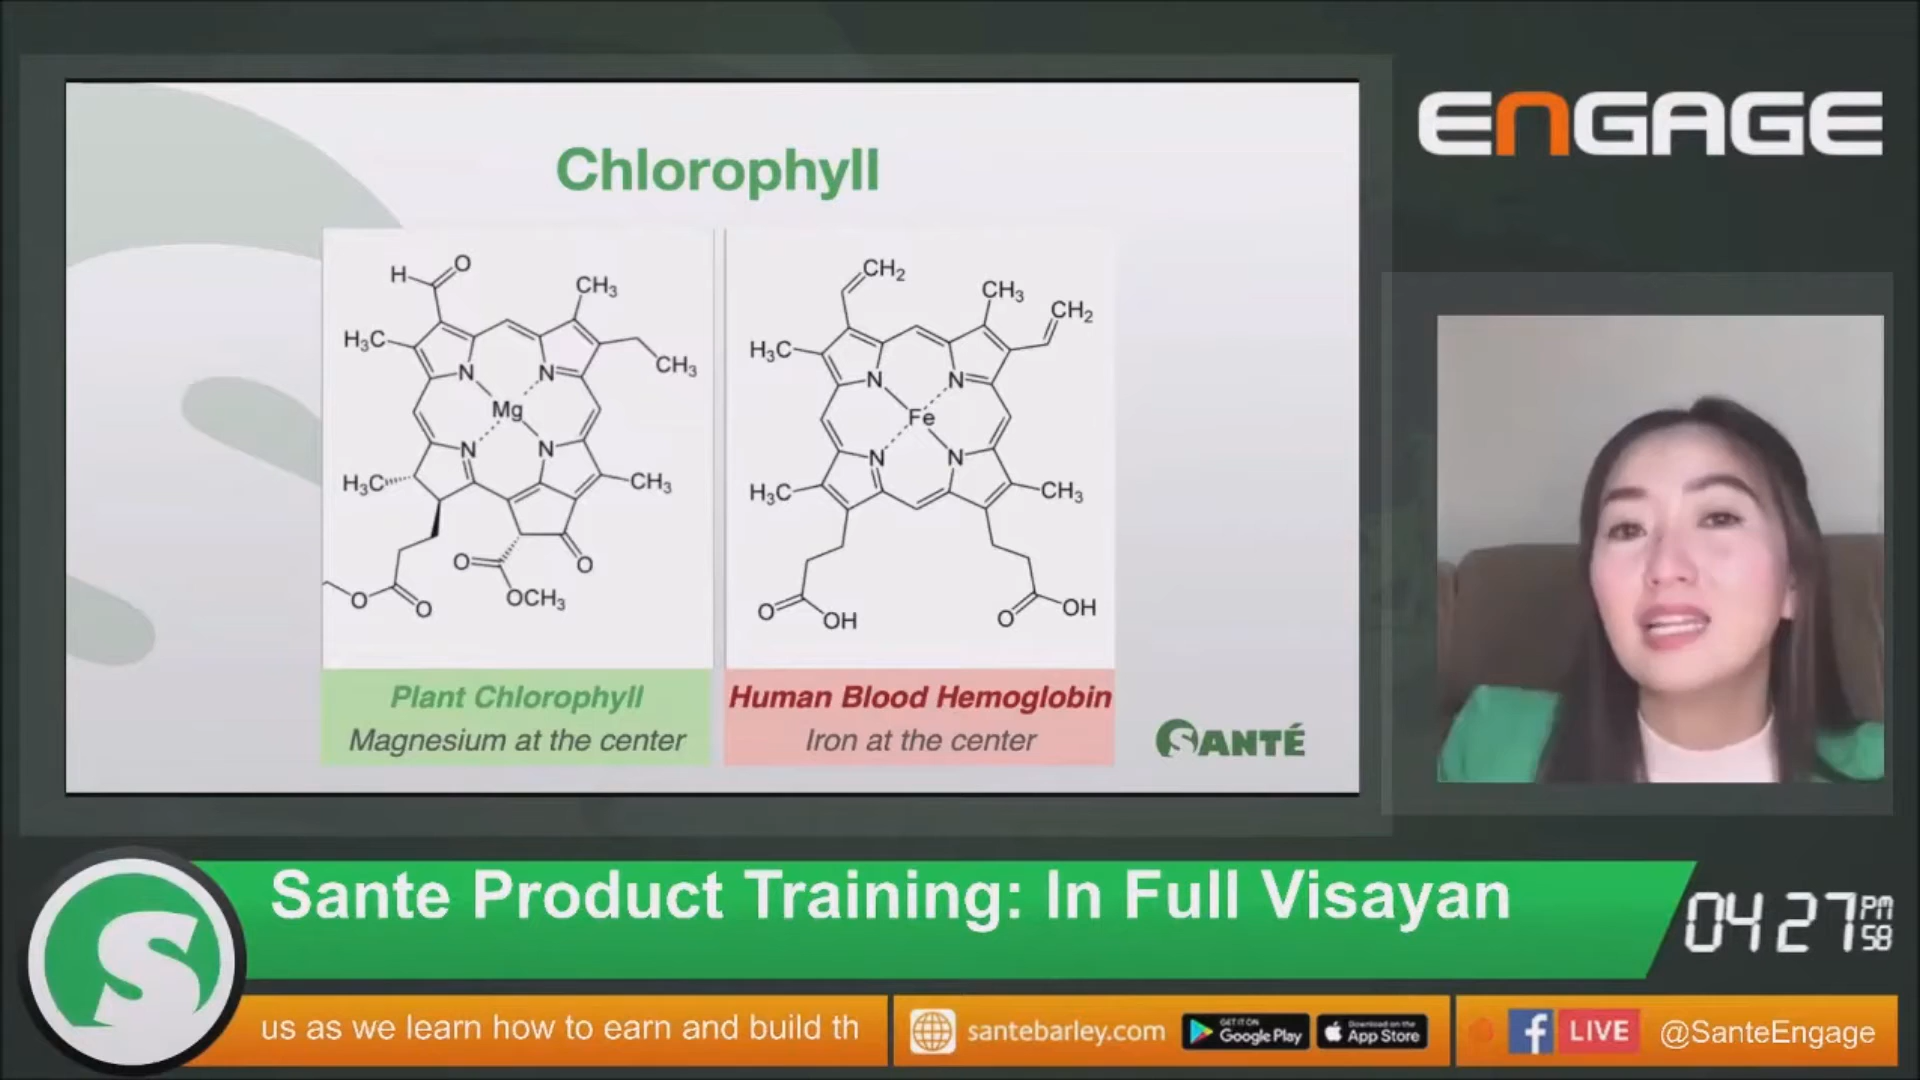 Chlorophyll
H
O
CH3
H3C
CH3
N
N
Mg
N
N
H3C
CH3
O
O
O
O
OCH3
CH2
CH3
CH2
H3C
N
N
Fe
N
N
H3C
CH3
O
OH
O
OH
Plant Chlorophyll
Magnesium at the center
Human Blood Hemoglobin
Iron at the center
SANTÉ
ENGAGE
S
Sante Product Training: In Full Visayan
04 27 PM 58
us as we learn how to earn and build th
santebarley.com
GET IT ON
Google Play
Download on the
App Store
f LIVE @SanteEngage